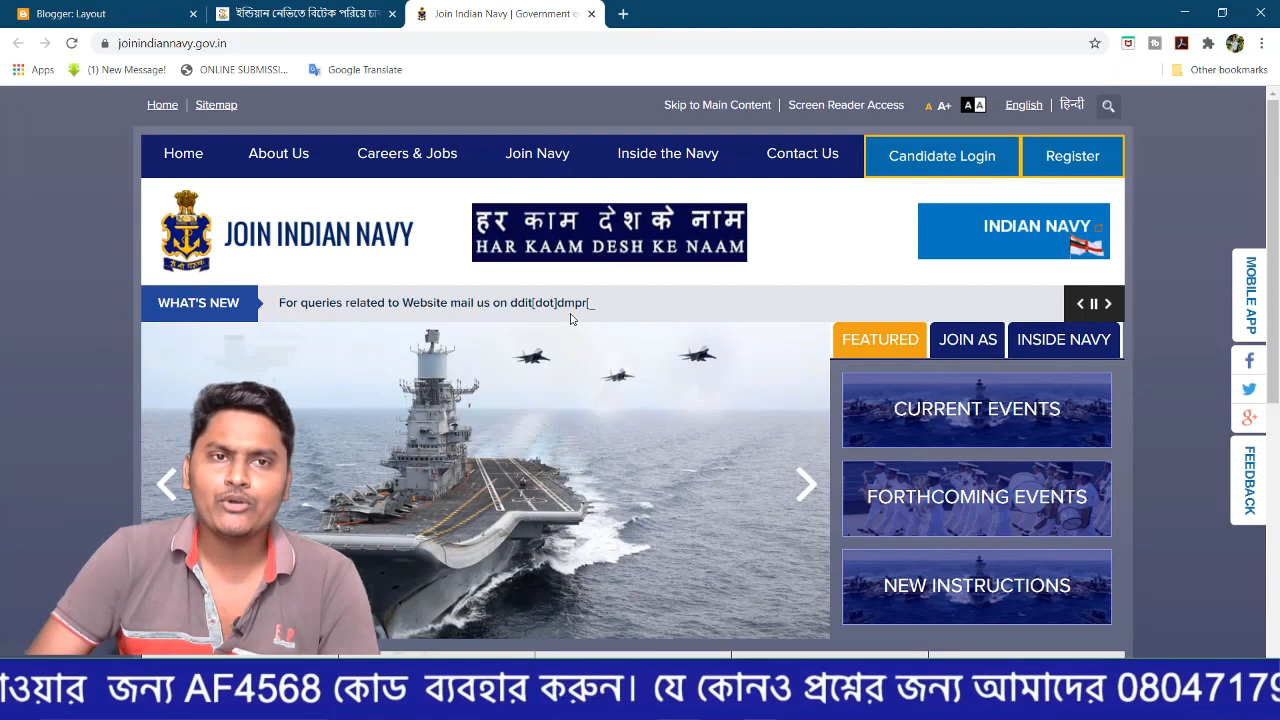 Blogger: Layout
ইন্ডিয়ান নেভিতে বিটেক পরিয়ে চা
Join Indian Navy | Government o
joinindiannavy.gov.in
Apps
(1) New Message!
ONLINE SUBMISSI...
Google Translate
Other bookmarks
Home
Sitemap
Skip to Main Content
Screen Reader Access
A A+ A A
English
हिन्दी
Home
About Us
Careers & Jobs
Join Navy
Inside the Navy
Contact Us
Candidate Login
Register
JOIN INDIAN NAVY
हर काम देश के नाम
HAR KAAM DESH KE NAAM
INDIAN NAVY
WHAT'S NEW
For queries related to Website mail us on ddit[dot]dmpr[_
FEATURED
JOIN AS
INSIDE NAVY
CURRENT EVENTS
FORTHCOMING EVENTS
NEW INSTRUCTIONS
MOBILE APP
FEEDBACK
াওয়ার জন্য AF4568 কোড ব্যবহার করুন। যে কোনও প্রশ্নের জন্য আমাদের 08047179